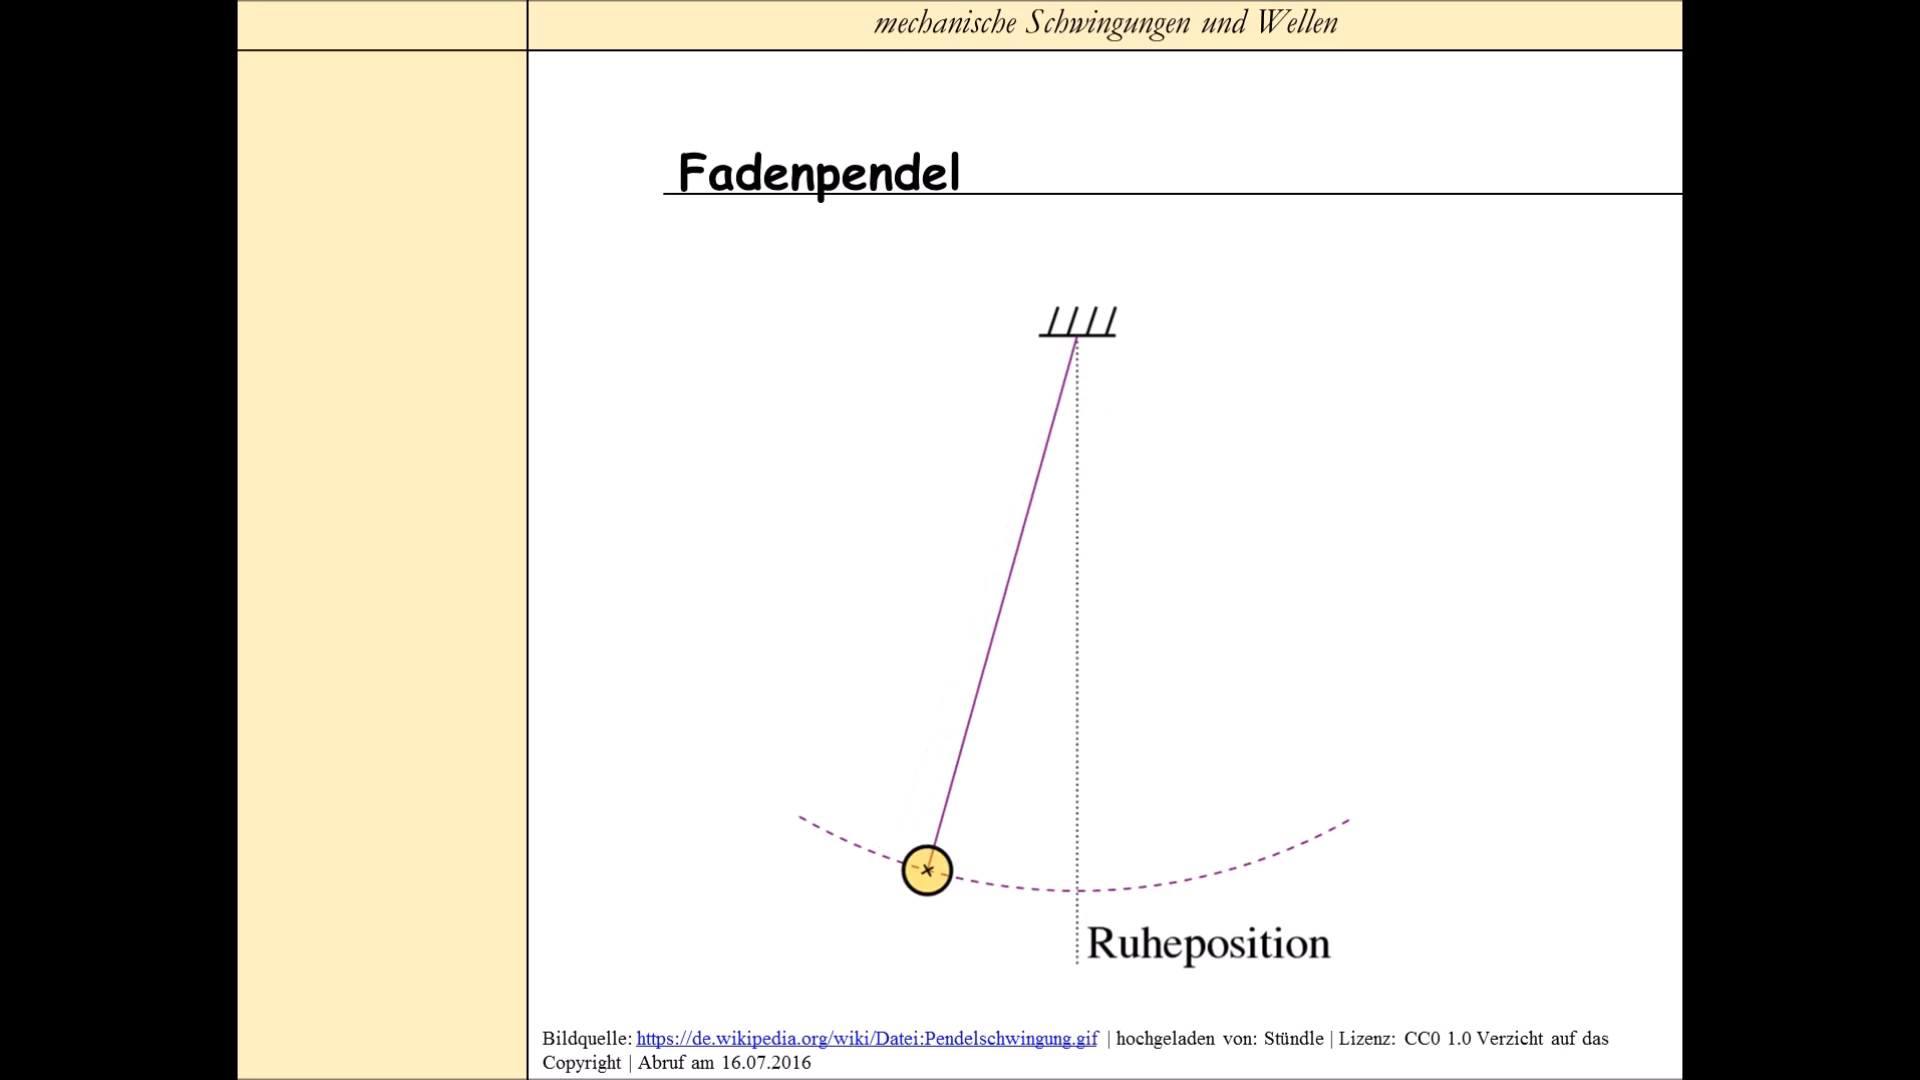 mechanische Schwingungen und Wellen
Fadenpendel
Ruheposition
Bildquelle: https://de.wikipedia.org/wiki/Datei:Pendelschwingung.gif | hochgeladen von: Stündle | Lizenz: CC0 1.0 Verzicht auf das
Copyright | Abruf am 16.07.2016